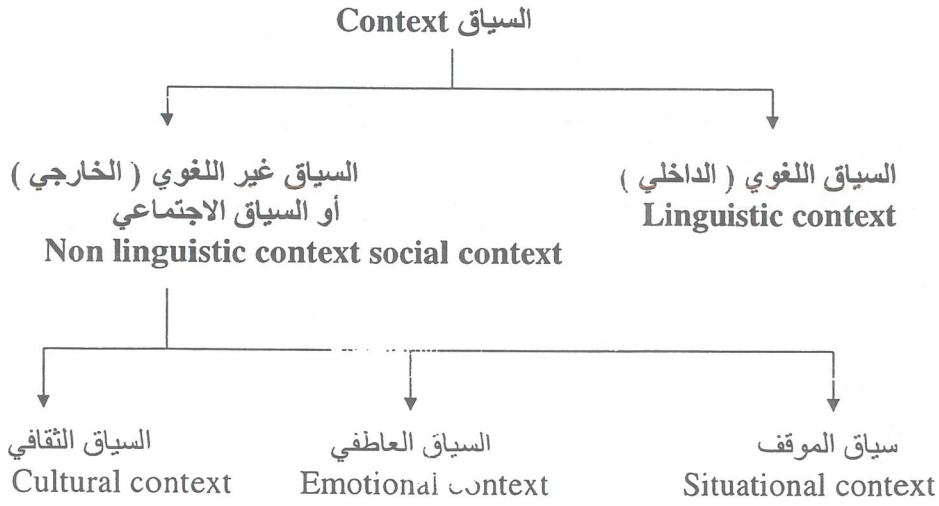 السياق Context
السياق اللغوي ( الداخلي )
Linguistic context
السياق غير اللغوي ( الخارجي )
أو السياق الاجتماعي
Non linguistic context social context
سياق الموقف
Situational context
السياق العاطفي
Emotional context
السياق الثقافي
Cultural context